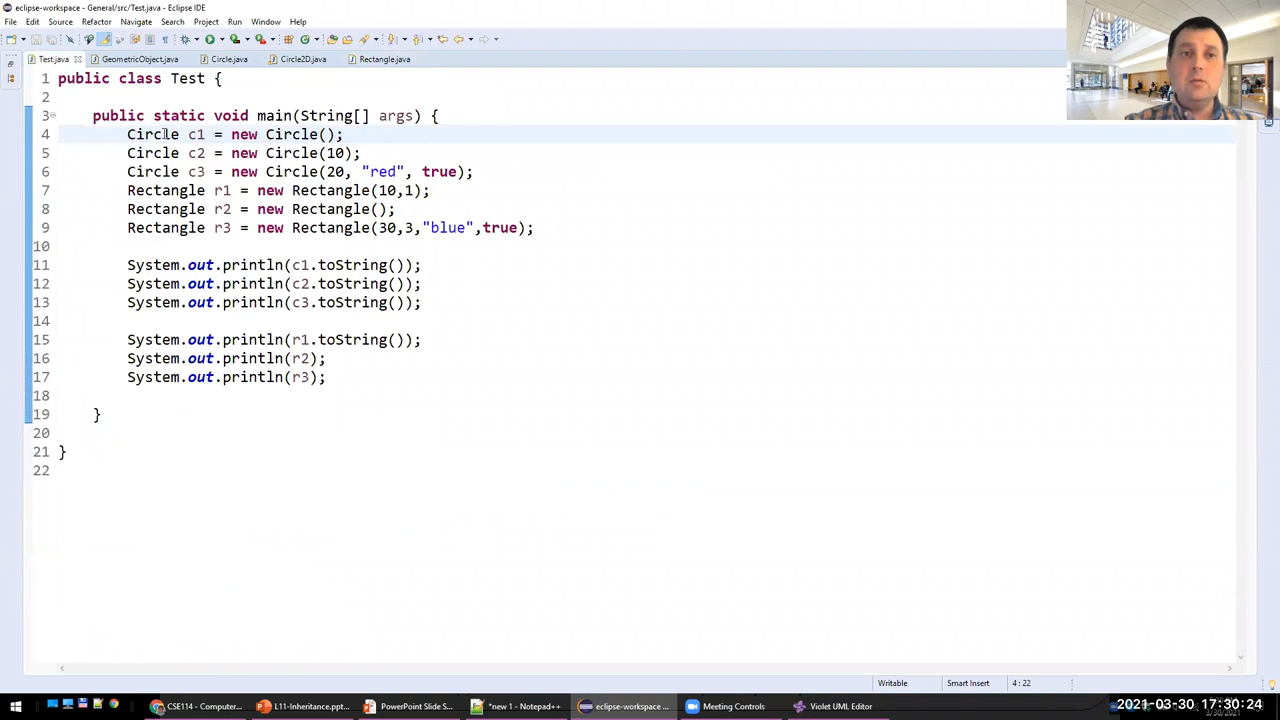 eclipse-workspace - General/src/Test.java - Eclipse IDE
File Edit Source Refactor Navigate Search Project Run Window Help
Test.java GeometricObject.java Circle.java Circle2D.java Rectangle.java
1 public class Test {
2
3 public static void main(String[] args) {
4 Circle c1 = new Circle();
5 Circle c2 = new Circle(10);
6 Circle c3 = new Circle(20, "red", true);
7 Rectangle r1 = new Rectangle(10,1);
8 Rectangle r2 = new Rectangle();
9 Rectangle r3 = new Rectangle(30,3,"blue",true);
10
11 System.out.println(c1.toString());
12 System.out.println(c2.toString());
13 System.out.println(c3.toString());
14
15 System.out.println(r1.toString());
16 System.out.println(r2);
17 System.out.println(r3);
18
19 }
20
21 }
22
Writable Smart Insert 4 : 22
CSE114 - Computer... L11-Inheritance.ppt... PowerPoint Slide S... *new 1 - Notepad++ eclipse-workspace ... Meeting Controls Violet UML Editor
2021-03-30 17:30:24